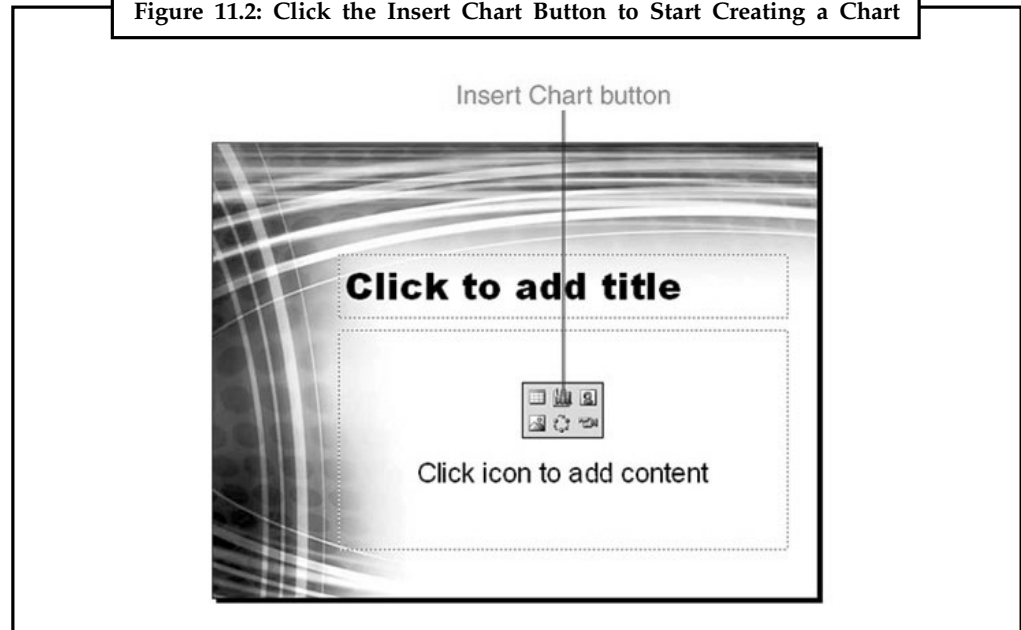 Figure 11.2: Click the Insert Chart Button to Start Creating a Chart
Insert Chart button
Click to add title
Click icon to add content